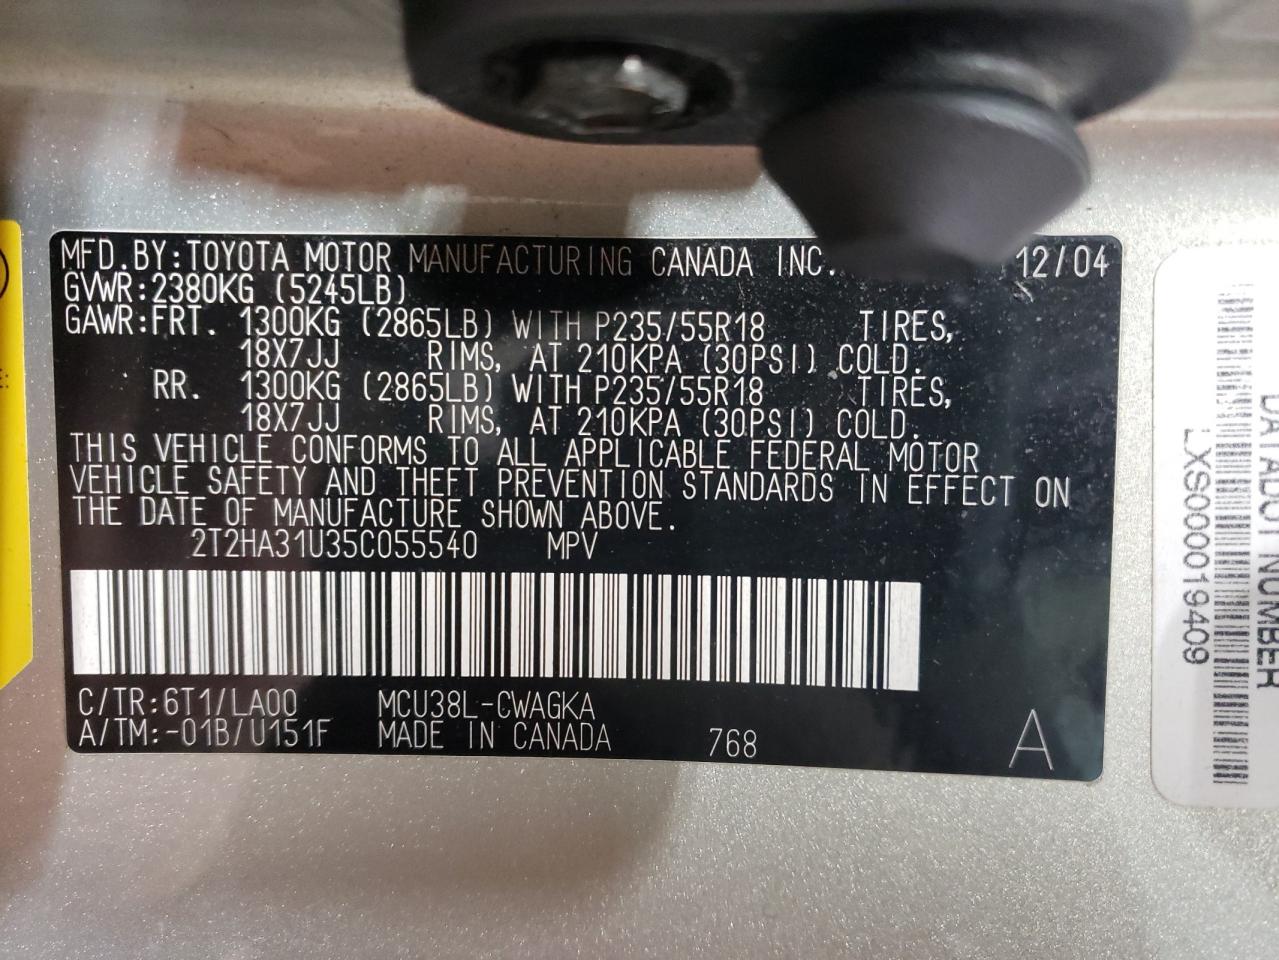 MFD.BY:TOYOTA MOTOR MANUFACTURING CANADA INC. 12/04
GVWR:2380KG (5245LB)
GAWR:FRT. 1300KG (2865LB) WITH P235/55R18 TIRES,
18X7JJ RIMS, AT 210KPA (30PSI) COLD.
RR. 1300KG (2865LB) WITH P235/55R18 TIRES,
18X7JJ RIMS, AT 210KPA (30PSI) COLD.
THIS VEHICLE CONFORMS TO ALL APPLICABLE FEDERAL MOTOR
VEHICLE SAFETY AND THEFT PREVENTION STANDARDS IN EFFECT ON
THE DATE OF MANUFACTURE SHOWN ABOVE.
2T2HA31U35C055540 MPV
C/TR:6T1/LA00 MCU38L-CWAGKA
A/TM:-01B/U151F MADE IN CANADA 768 A
DATADOT NUMBER
LXS000019409